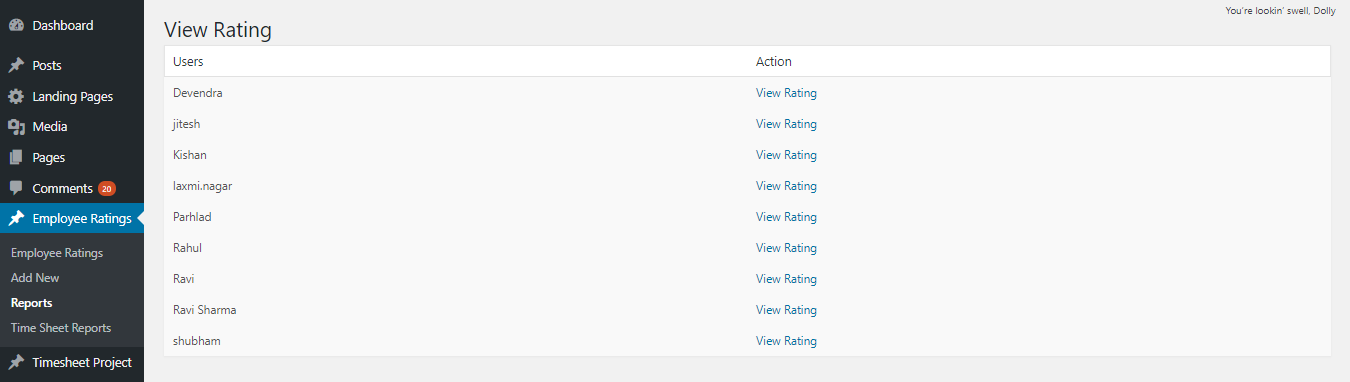 You're lookin' swell, Dolly
Dashboard
Posts
Landing Pages
Media
Pages
Comments 20
Employee Ratings
Employee Ratings
Add New
Reports
Time Sheet Reports
Timesheet Project
View Rating
Users Action
Devendra View Rating
jitesh View Rating
Kishan View Rating
laxmi.nagar View Rating
Parhlad View Rating
Rahul View Rating
Ravi View Rating
Ravi Sharma View Rating
shubham View Rating